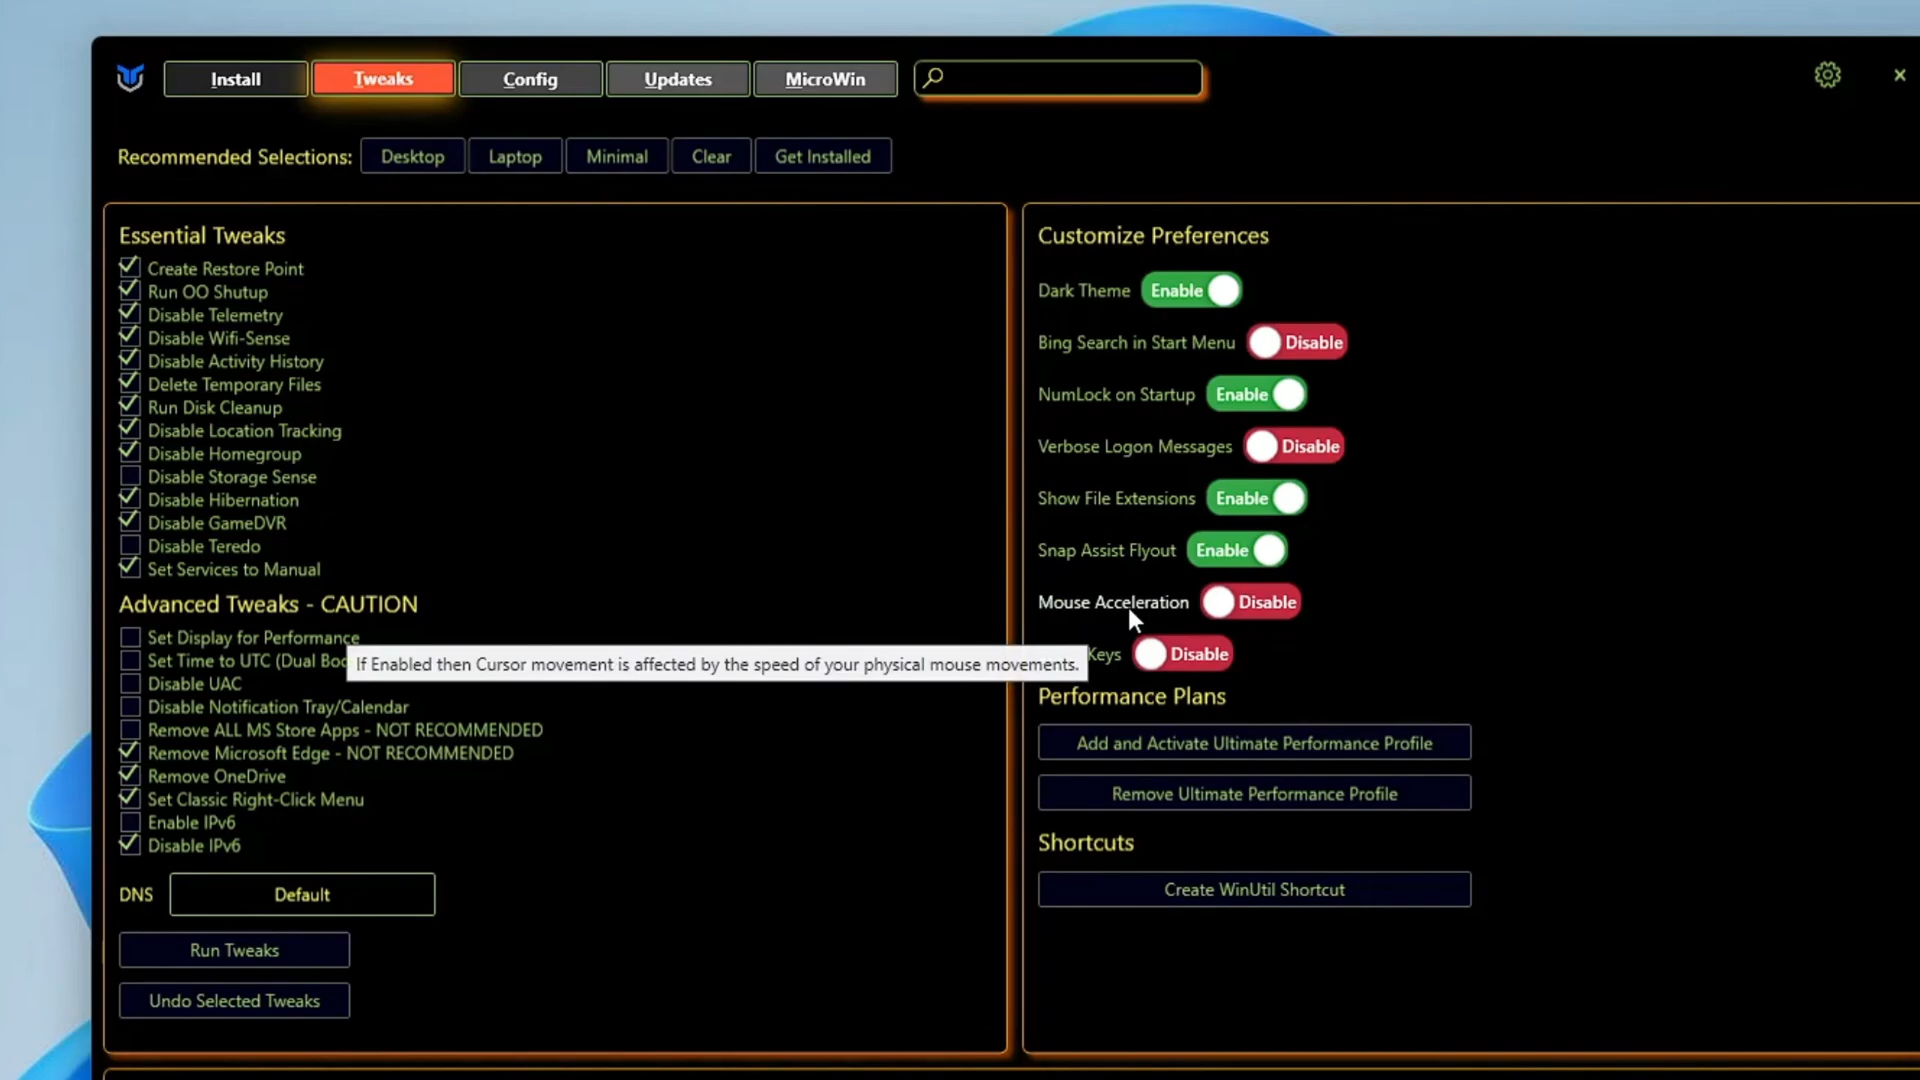 Install
Tweaks
Config
Updates
MicroWin
Recommended Selections:
Desktop
Laptop
Minimal
Clear
Get Installed
Essential Tweaks
Create Restore Point
Run OO Shutup
Disable Telemetry
Disable Wifi-Sense
Disable Activity History
Delete Temporary Files
Run Disk Cleanup
Disable Location Tracking
Disable Homegroup
Disable Storage Sense
Disable Hibernation
Disable GameDVR
Disable Teredo
Set Services to Manual
Advanced Tweaks - CAUTION
Set Display for Performance
Set Time to UTC (Dual Boo
Disable UAC
Disable Notification Tray/Calendar
Remove ALL MS Store Apps - NOT RECOMMENDED
Remove Microsoft Edge - NOT RECOMMENDED
Remove OneDrive
Set Classic Right-Click Menu
Enable IPv6
Disable IPv6
DNS
Default
Run Tweaks
Undo Selected Tweaks
Customize Preferences
Dark Theme Enable
Bing Search in Start Menu Disable
NumLock on Startup Enable
Verbose Logon Messages Disable
Show File Extensions Enable
Snap Assist Flyout Enable
Mouse Acceleration Disable
If Enabled then Cursor movement is affected by the speed of your physical mouse movements.
Keys Disable
Performance Plans
Add and Activate Ultimate Performance Profile
Remove Ultimate Performance Profile
Shortcuts
Create WinUtil Shortcut